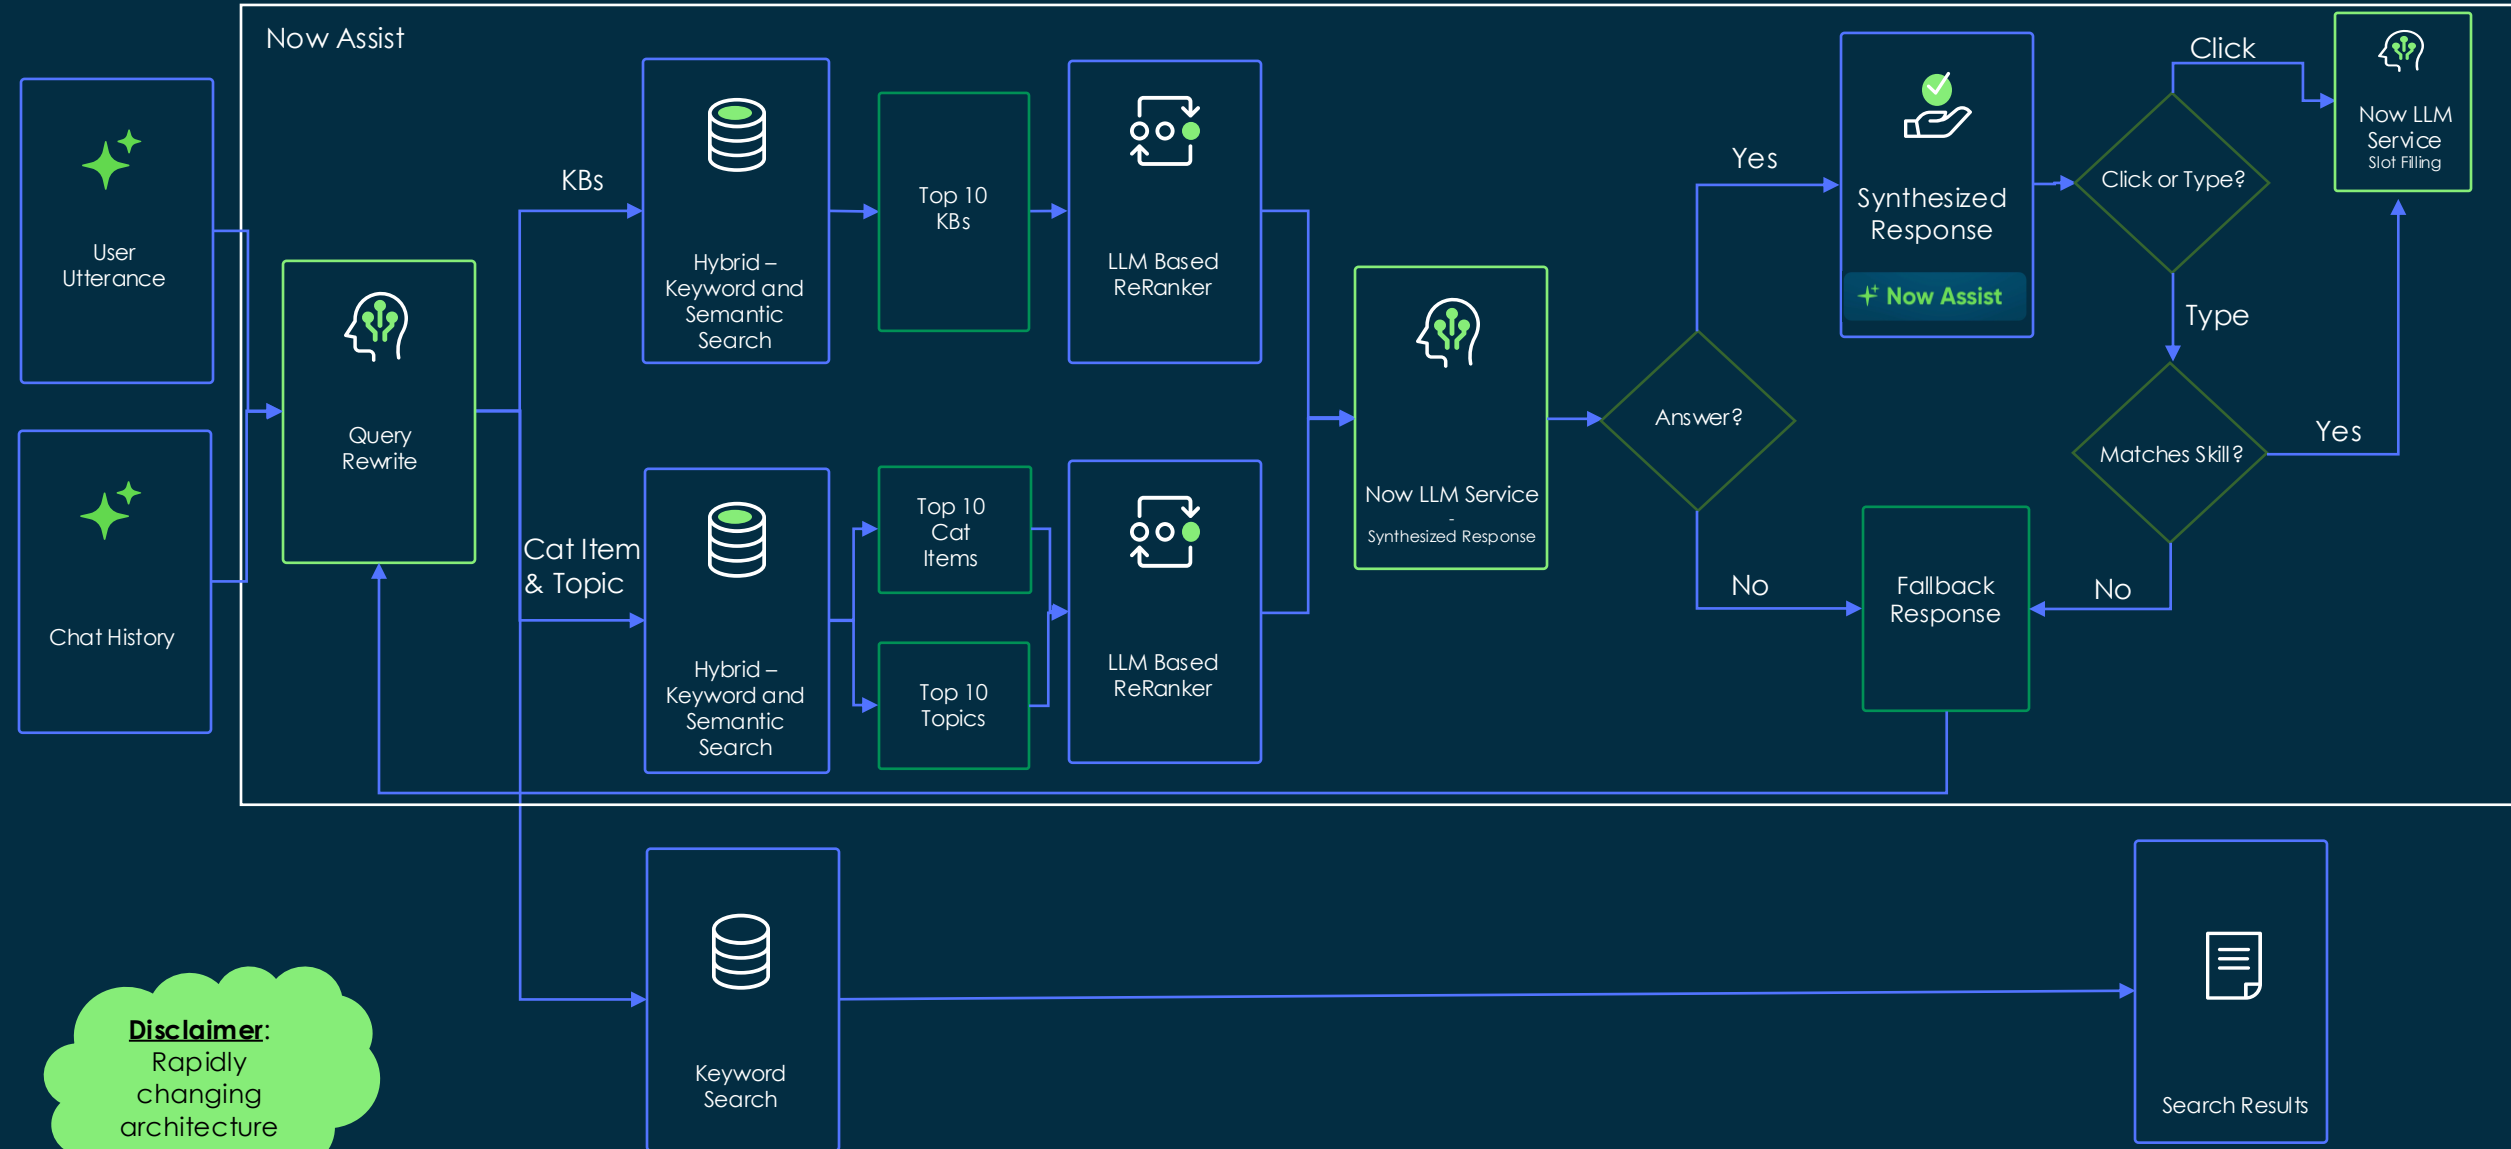 Now Assist
User
Utterance
Chat History
Query
Rewrite
KBs
Hybrid –
Keyword and
Semantic
Search
Top 10
KBs
LLM Based
ReRanker
Cat Item
& Topic
Hybrid –
Keyword and
Semantic
Search
Top 10
Cat
Items
Top 10
Topics
LLM Based
ReRanker
Now LLM Service
-
Synthesized Response
Answer?
Yes
No
Synthesized
Response
Now Assist
Click or Type?
Click
Type
Now LLM
Service
Slot Filling
Matches Skill?
Yes
No
Fallback
Response
Keyword
Search
Search Results
Disclaimer:
Rapidly
changing
architecture